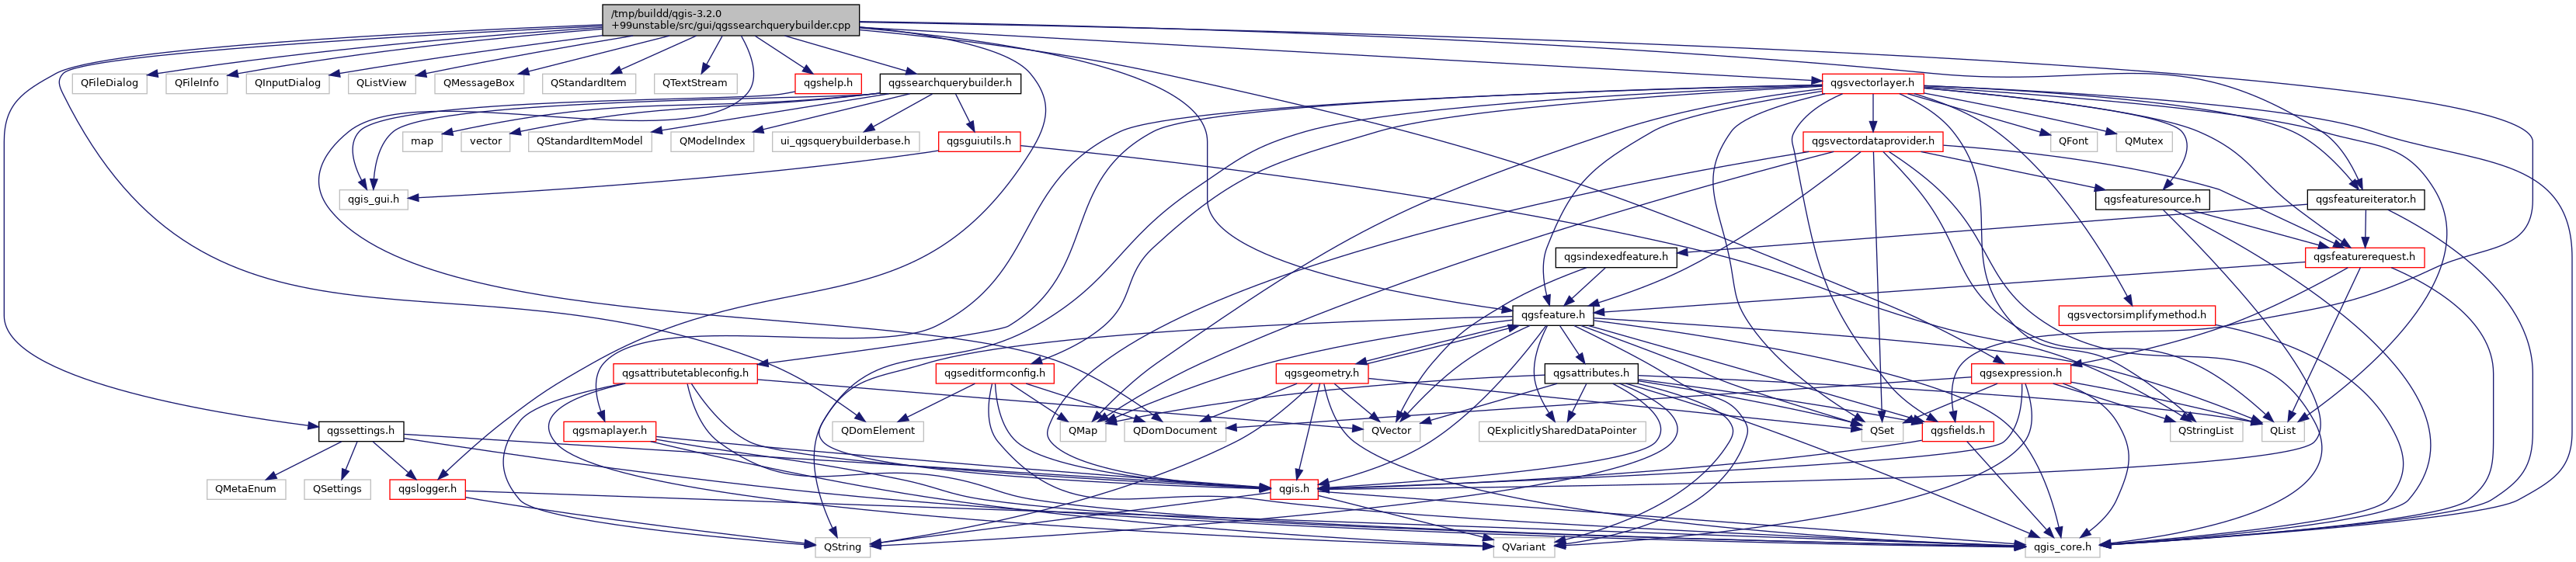 /tmp/buildd/qgis-3.2.0
+99unstable/src/gui/qgssearchquerybuilder.cpp
QFileDialog
QFileInfo
QInputDialog
QListView
QMessageBox
QStandardItem
QTextStream
qgshelp.h
qgssearchquerybuilder.h
qgsvectorlayer.h
map
vector
QStandardItemModel
QModelIndex
ui_qgsquerybuilderbase.h
qgsguiutils.h
qgsvectordataprovider.h
QFont
QMutex
qgis_gui.h
qgsfeaturesource.h
qgsfeatureiterator.h
qgsindexedfeature.h
qgsfeaturerequest.h
qgsfeature.h
qgsvectorsimplifymethod.h
qgsattributetableconfig.h
qgseditformconfig.h
qgsgeometry.h
qgsattributes.h
qgsexpression.h
qgssettings.h
qgsmaplayer.h
QDomElement
QMap
QDomDocument
QVector
QExplicitlySharedDataPointer
QSet
qgsfields.h
QStringList
QList
QMetaEnum
QSettings
qgslogger.h
qgis.h
QString
QVariant
qgis_core.h